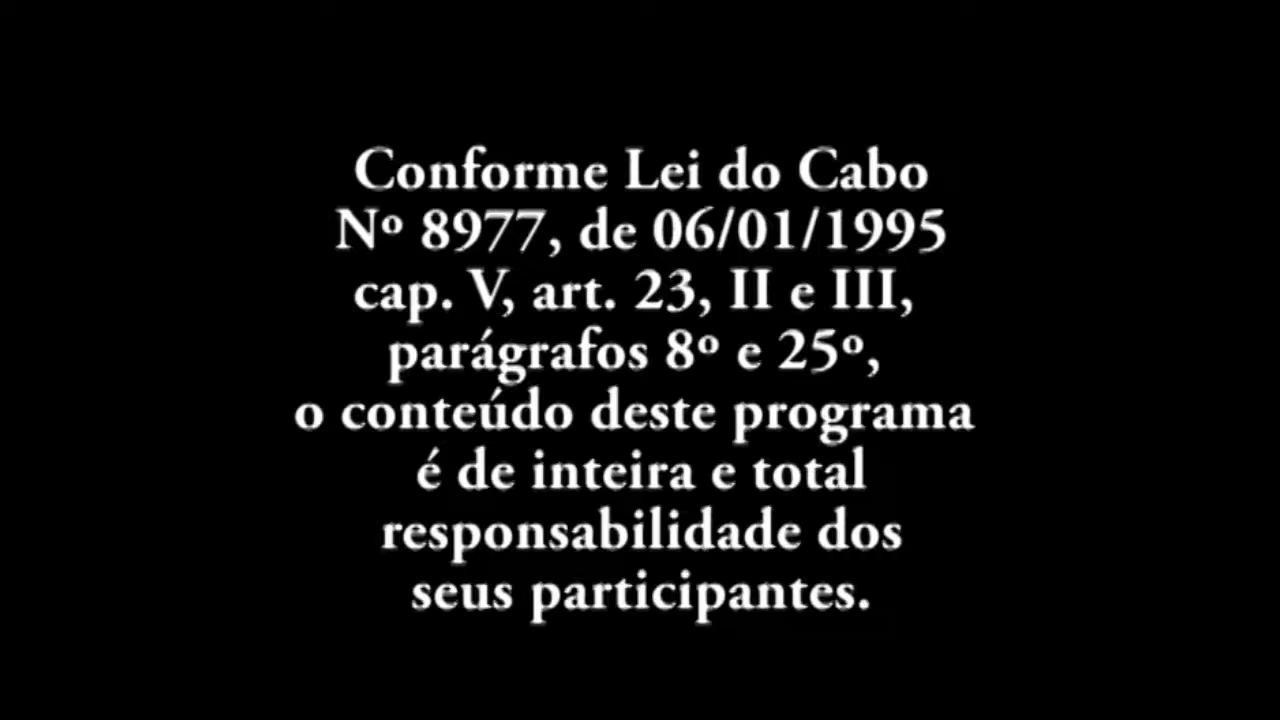 Conforme Lei do Cabo
Nº 8977, de 06/01/1995
cap. V, art. 23, II e III,
parágrafos 8º e 25º,
o conteúdo deste programa
é de inteira e total
responsabilidade dos
seus participantes.